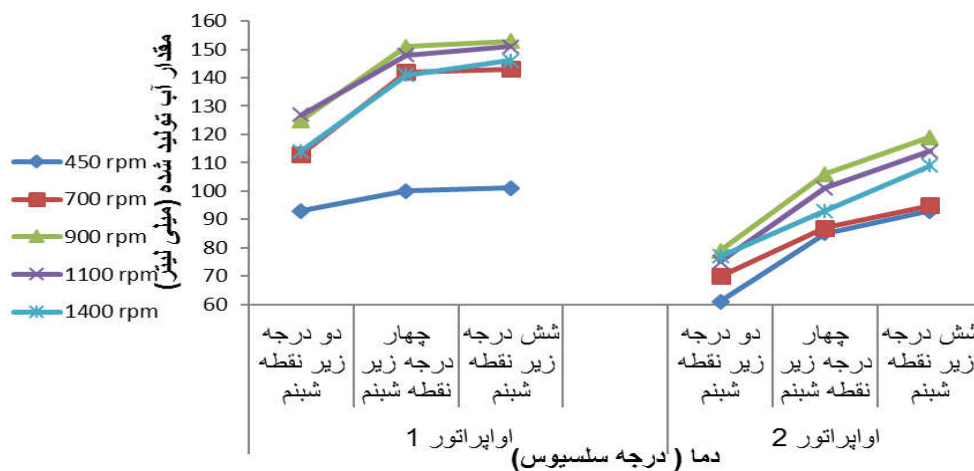 مقدار آب تولید شده (میلی لیتر)
160
150
140
130
120
110
100
90
80
70
60
450 rpm
700 rpm
900 rpm
1100 rpm
1400 rpm
دو درجه
زیر نقطه
شبنم
چهار
درجه زیر
نقطه شبنم
شش درجه
زیر نقطه
شبنم
دو درجه
زیر نقطه
شبنم
چهار
درجه زیر
نقطه شبنم
شش درجه
زیر نقطه
شبنم
اواپراتور 1
اواپراتور 2
دما ( درجه سلسیوس)